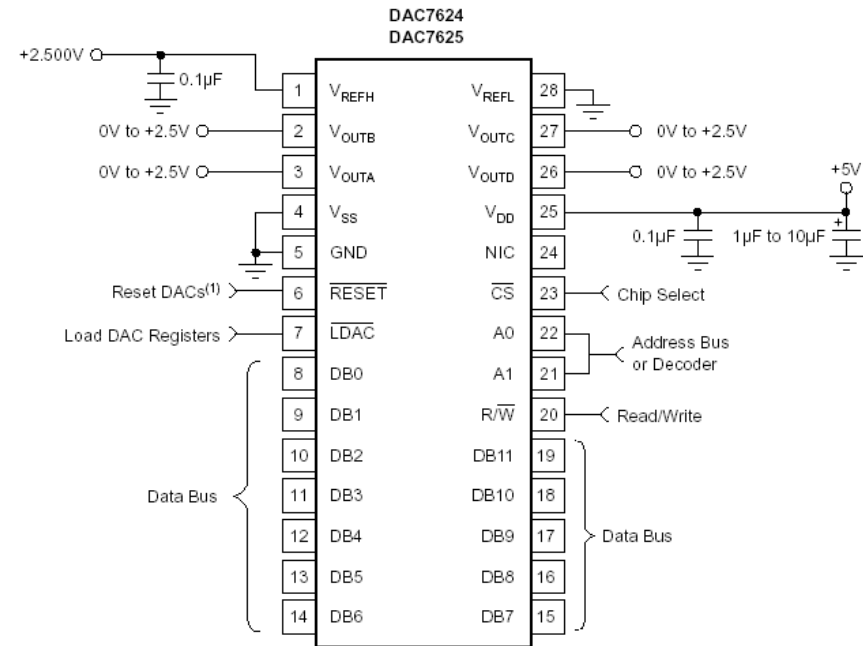 DAC7624
DAC7625
+2.500V
0.1µF
1 VREFH VREFL 28
0V to +2.5V 2 VOUTB VOUTC 27 0V to +2.5V
0V to +2.5V 3 VOUTA VOUTD 26 0V to +2.5V
+5V
4 VSS VDD 25
0.1µF 1µF to 10µF +
5 GND NIC 24
Reset DACs(1) 6 RESET CS 23 Chip Select
Load DAC Registers 7 LDAC A0 22
Address Bus
or Decoder
8 DB0 A1 21
9 DB1 R/W 20 Read/Write
10 DB2 DB11 19
Data Bus 11 DB3 DB10 18
12 DB4 DB9 17 Data Bus
13 DB5 DB8 16
14 DB6 DB7 15